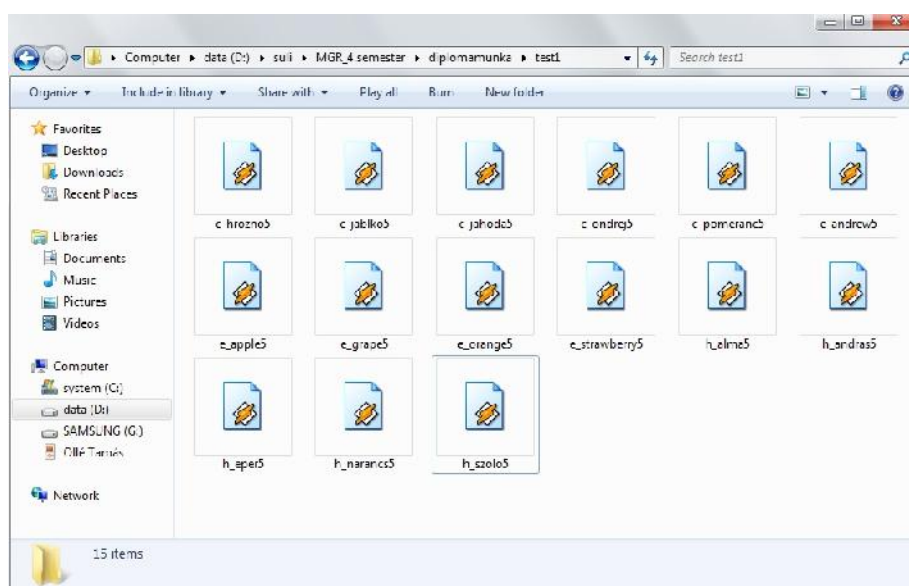 Computer ▸ data (D:) ▸ suli ▸ MGR_4 semester ▸ diplomamunka ▸ test1
Search test1
Organize Include in library Share with Play all Burn New folder
Favorites
Desktop
Downloads
Recent Places
Libraries
Documents
Music
Pictures
Videos
Computer
system (C:)
data (D:)
SAMSUNG (G:)
Ollé Tamás
Network
c_hrozno5 c_jablko5 c_jahoda5 c_ondrej5 c_pomeranc5 e_andrew5
e_apple5 e_grape5 e_orange5 e_strawberry5 h_alma5 h_andras5
h_eper5 h_narancs5 h_szolo5
15 items